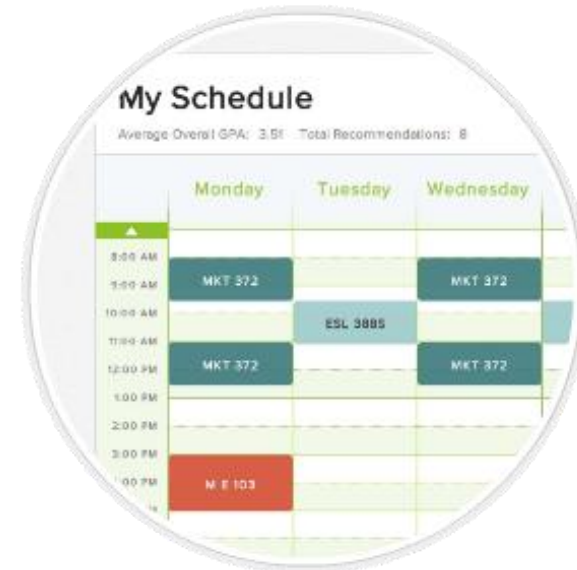 My Schedule
Average Overall GPA: 3.51 Total Recommendations: 8
Monday Tuesday Wednesday
8:00 AM
9:00 AM MKT 372 MKT 372
10:00 AM ESL 388S
11:00 AM
12:00 PM MKT 372 MKT 372
1:00 PM
2:00 PM
3:00 PM
:00 PM M E 103